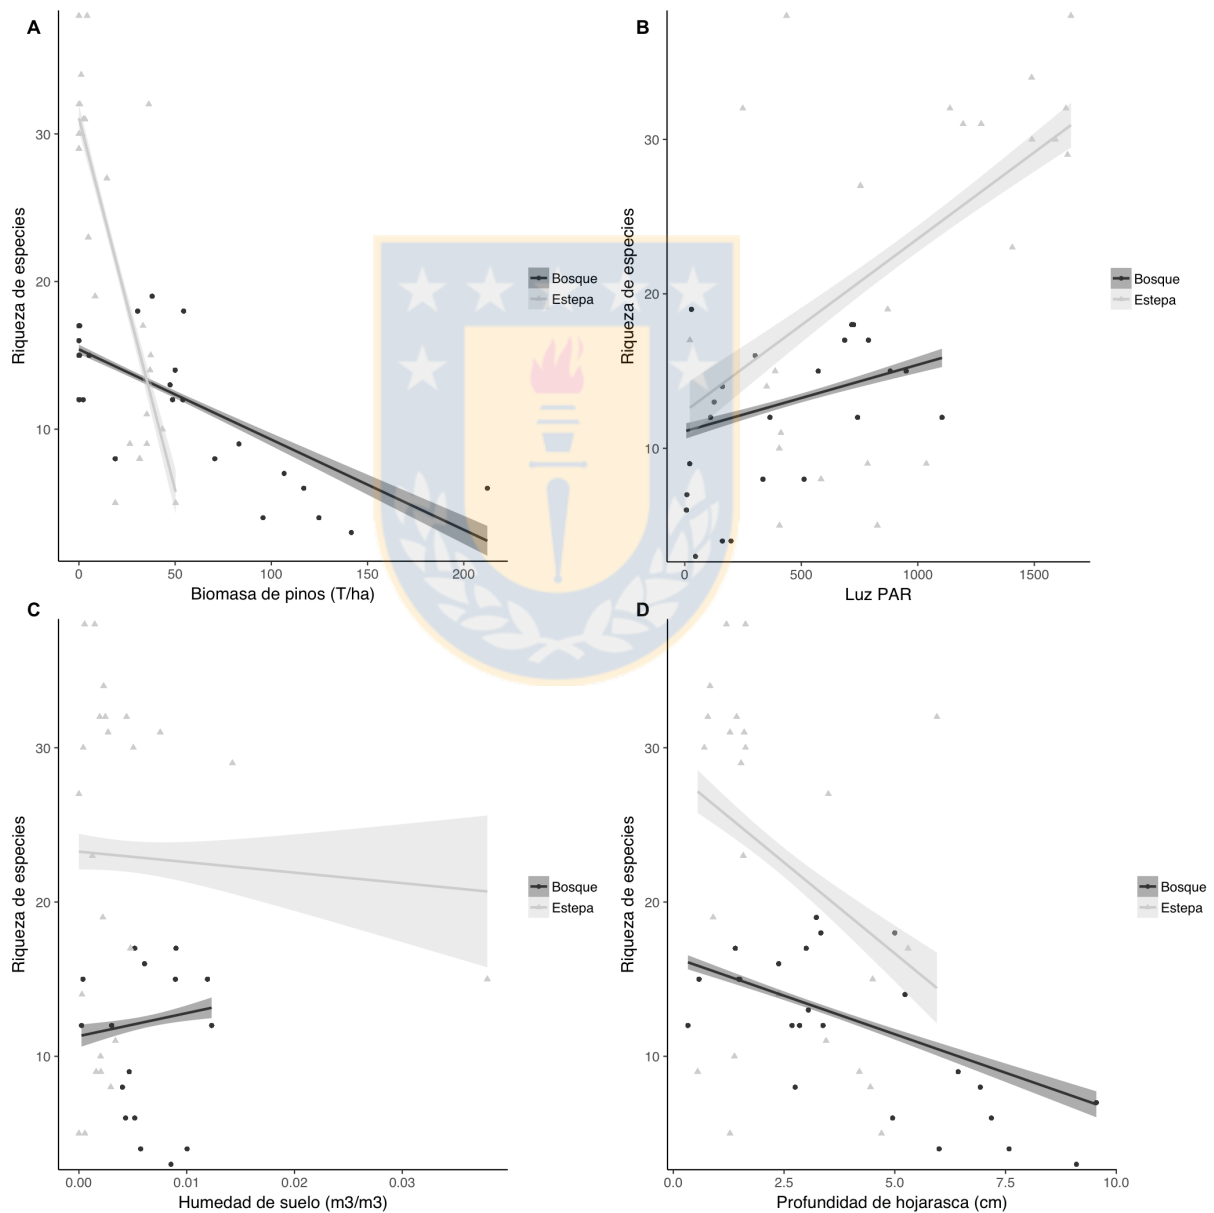 A
Riqueza de especies
30
20
10
0
50
100
150
200
Biomasa de pinos (T/ha)
Bosque
Estepa
B
Riqueza de especies
30
20
10
0
500
1000
1500
Luz PAR
Bosque
Estepa
C
Riqueza de especies
30
20
10
0.00
0.01
0.02
0.03
Humedad de suelo (m3/m3)
Bosque
Estepa
D
Riqueza de especies
30
20
10
0.0
2.5
5.0
7.5
10.0
Profundidad de hojarasca (cm)
Bosque
Estepa